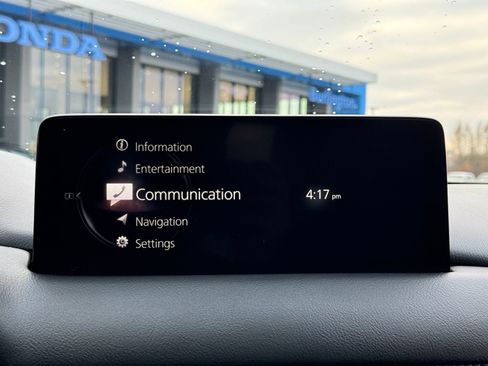 HONDA
Information
Entertainment
Communication
4:17 pm
Navigation
Settings